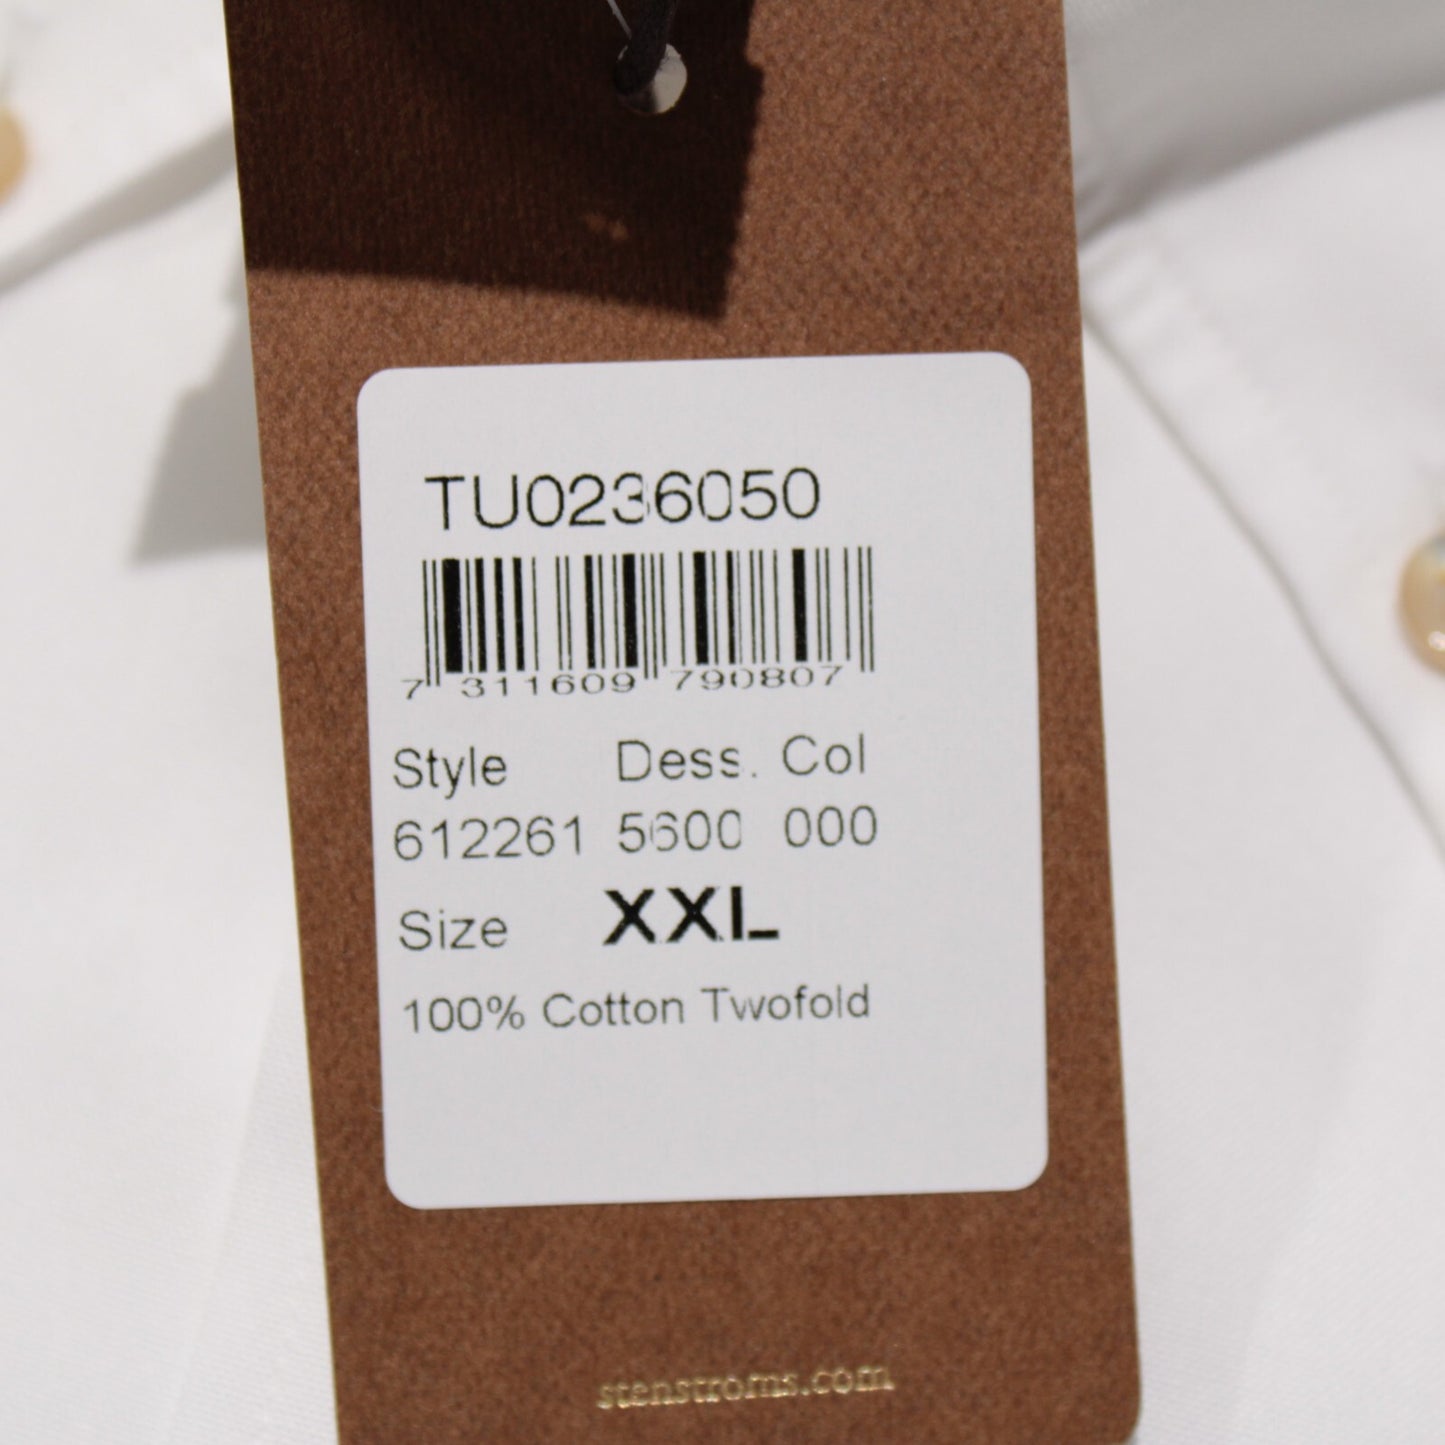 TU0236050
7 311609 790807
Style Dess. Col
612261 5600 000
Size XXL
100% Cotton Twofold
stenstroms.com